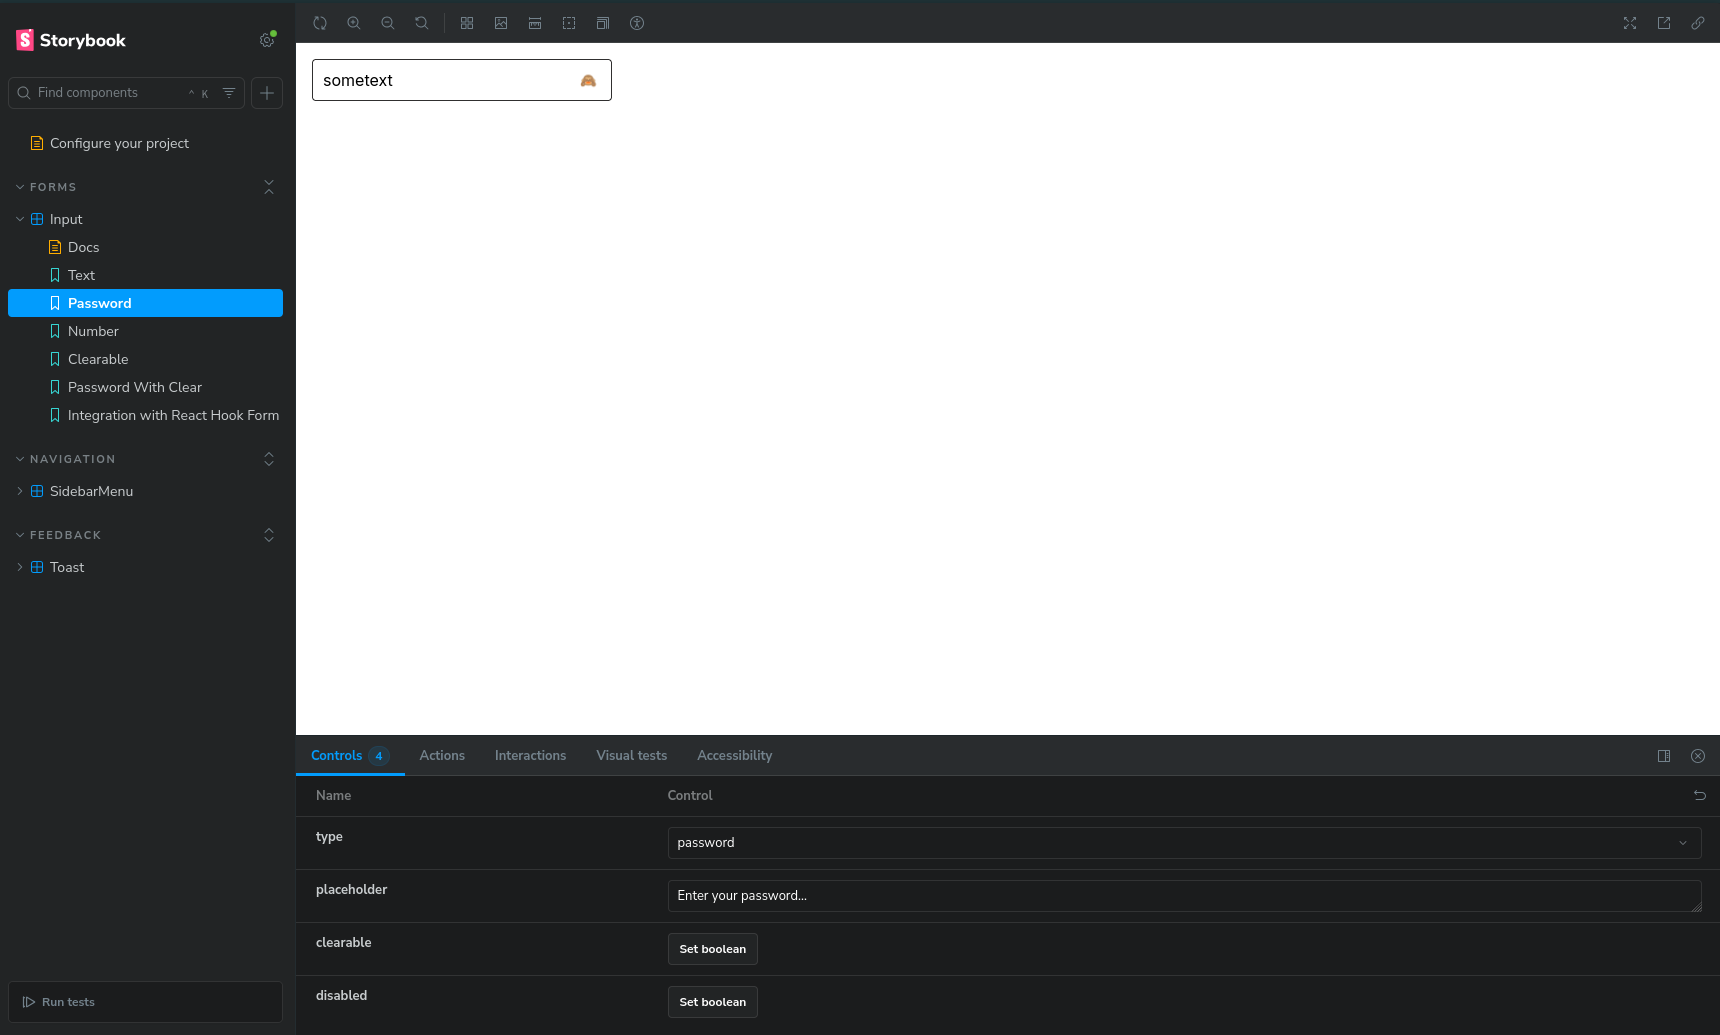 Storybook
Find components
^ K
Configure your project
FORMS
Input
Docs
Text
Password
Number
Clearable
Password With Clear
Integration with React Hook Form
NAVIGATION
SidebarMenu
FEEDBACK
Toast
Run tests
sometext
Controls 4 Actions Interactions Visual tests Accessibility
Name Control
type password
placeholder Enter your password...
clearable Set boolean
disabled Set boolean